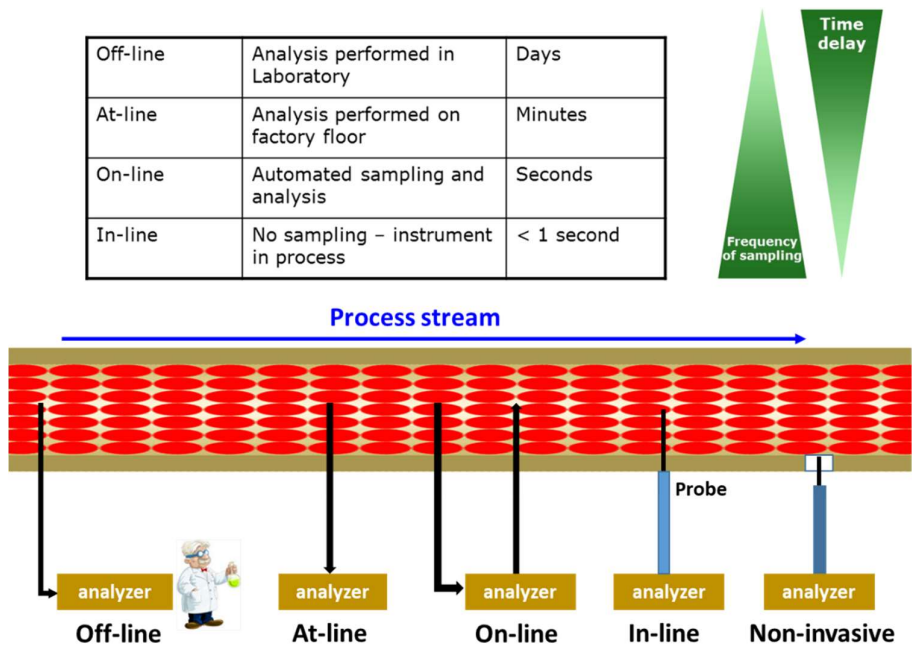 Off-line
Analysis performed in
Laboratory
Days
At-line
Analysis performed on
factory floor
Minutes
On-line
Automated sampling and
analysis
Seconds
In-line
No sampling – instrument
in process
< 1 second
Time
delay
Frequency
of sampling
Process stream
Probe
analyzer
analyzer
analyzer
analyzer
analyzer
Off-line
At-line
On-line
In-line
Non-invasive